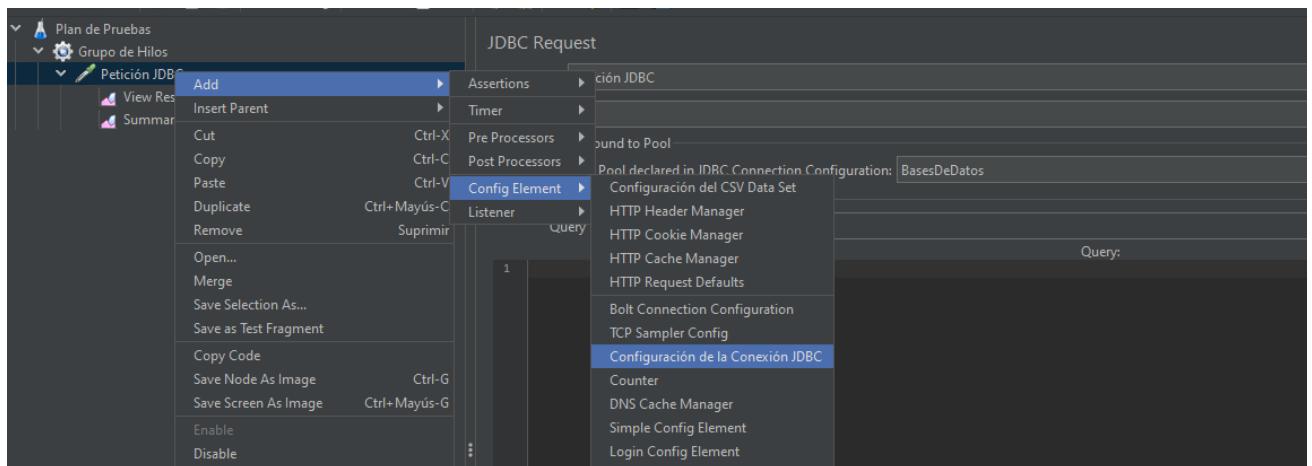 Plan de Pruebas
Grupo de Hilos
Petición JDBC
View Res
Summar
Add
Insert Parent
Cut Ctrl-X
Copy Ctrl-C
Paste Ctrl-V
Duplicate Ctrl+Mayús-C
Remove Suprimir
Open...
Merge
Save Selection As...
Save as Test Fragment
Copy Code
Save Node As Image Ctrl-G
Save Screen As Image Ctrl+Mayús-G
Enable
Disable
Assertions
Timer
Pre Processors
Post Processors
Config Element
Listener
Configuración del CSV Data Set
HTTP Header Manager
HTTP Cookie Manager
HTTP Cache Manager
HTTP Request Defaults
Bolt Connection Configuration
TCP Sampler Config
Configuración de la Conexión JDBC
Counter
DNS Cache Manager
Simple Config Element
Login Config Element
JDBC Request
ción JDBC
ound to Pool
Pool declared in JDBC Connection Configuration: BasesDeDatos
Query
Query:
1